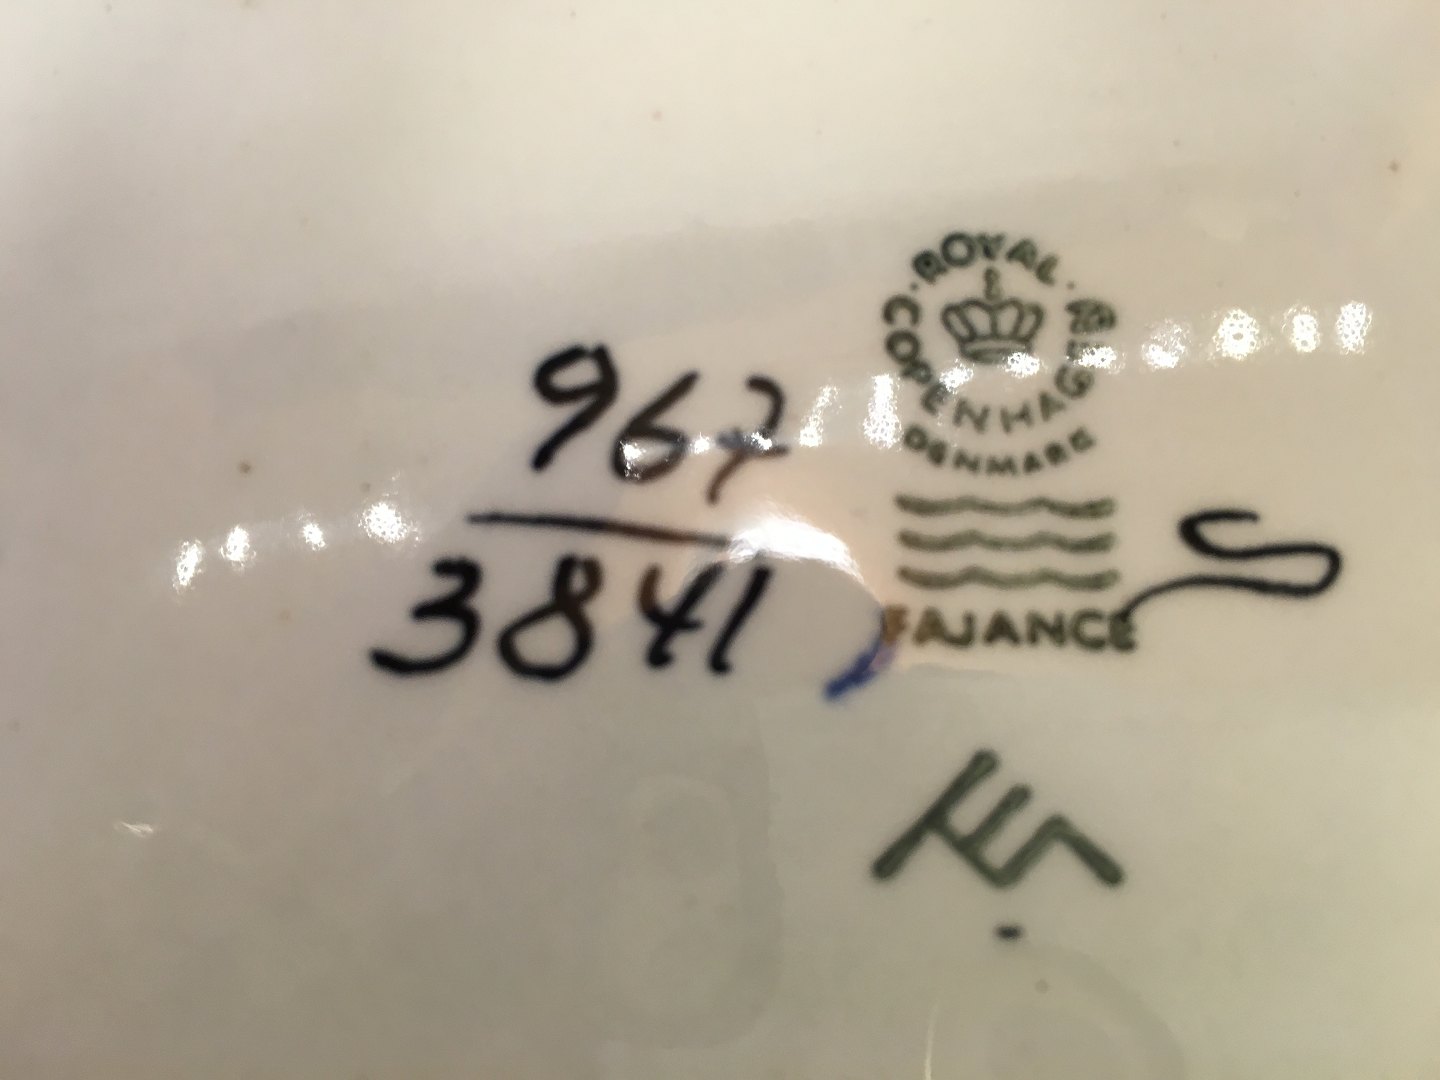 ROYAL COPENHAGEN
DENMARK
967
3841
FAJANCE